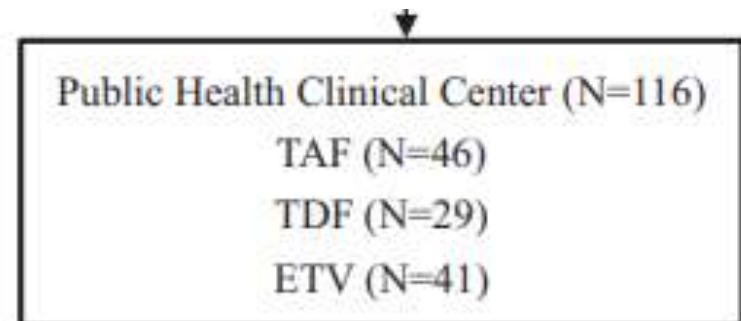 Public Health Clinical Center (N=116)
TAF (N=46)
TDF (N=29)
ETV (N=41)